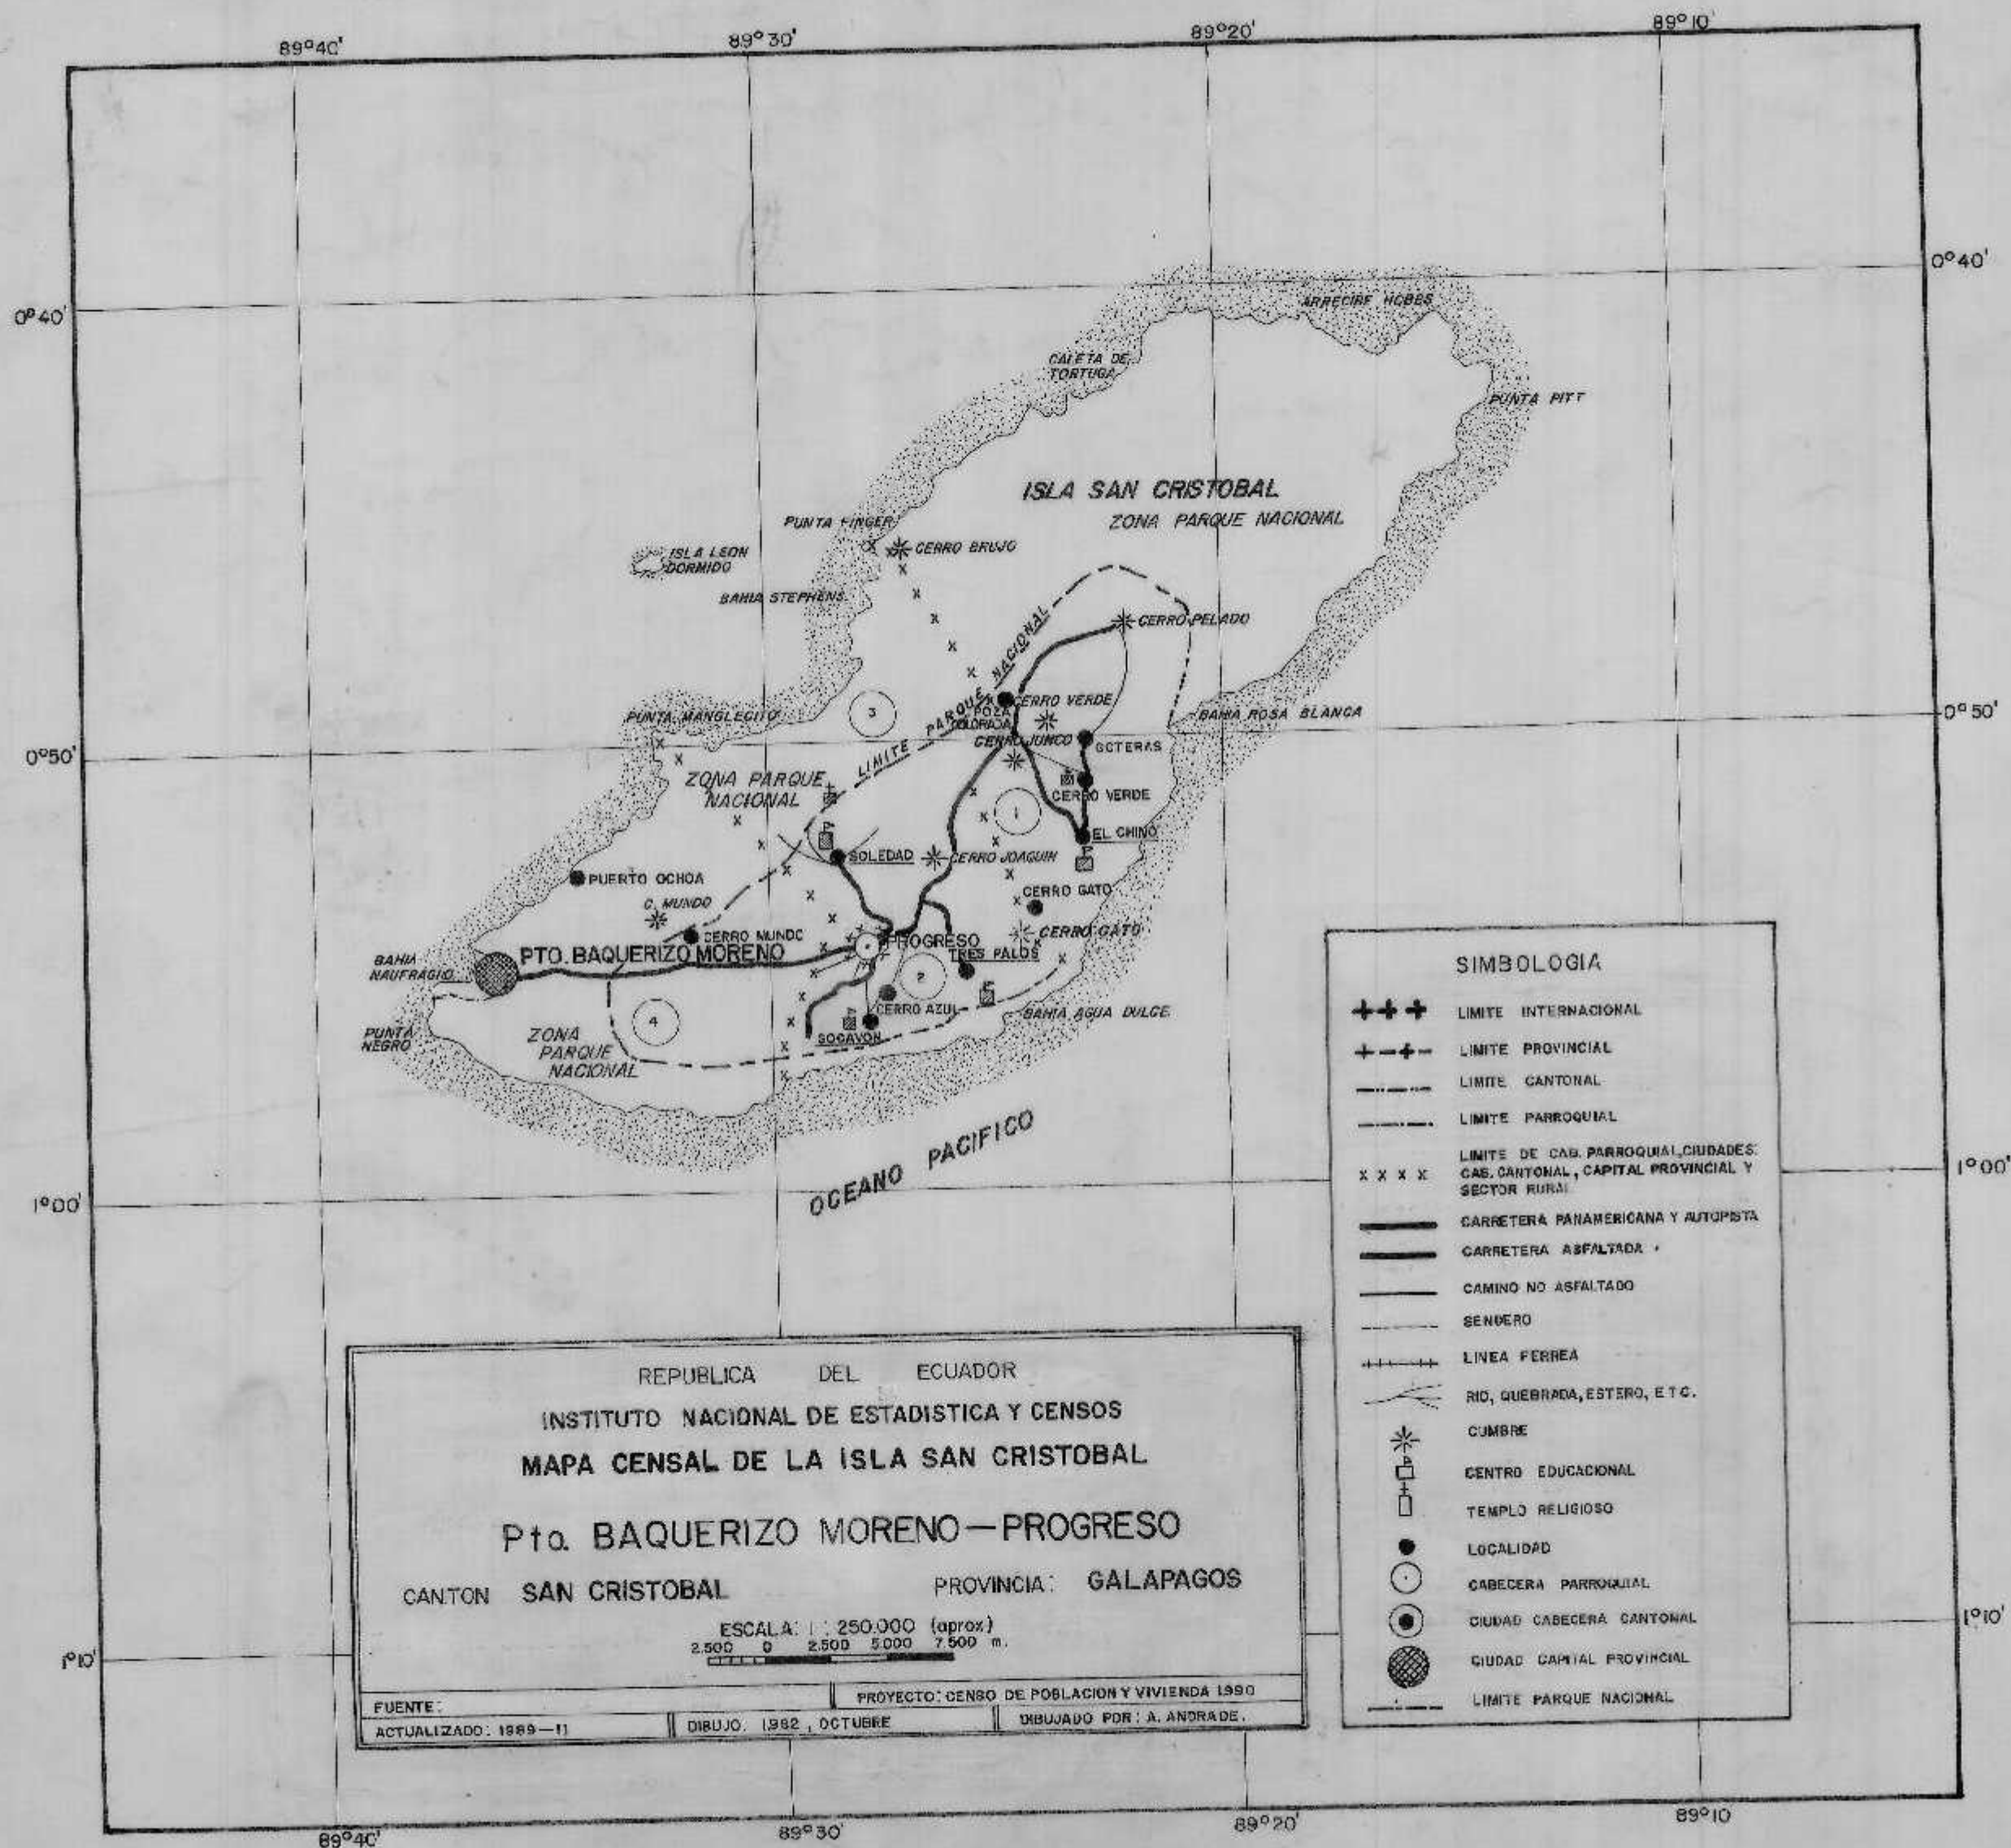 89°40'
89°30'
89°20'
89°10'
0°40'
0°40'
ARRECIFE HOBBS
CALETA DE
TORTUGA
PUNTA PITT
ISLA SAN CRISTOBAL
ZONA PARQUE NACIONAL
PUNTA FINGER
CERRO BRUJO
ISLA LEON
DORMIDO
BAHIA STEPHENS
CERRO PELADO
LIMITE PARQUE NACIONAL
CERRO VERDE
POZA
COLORADA
BAHIA ROSA BLANCA
PUNTA MANGLECITO
3
0°50'
0°50'
CERRO JUNCO
GOTERAS
ZONA PARQUE
NACIONAL
CERRO VERDE
1
EL CHINO
SOLEDAD
CERRO JOAQUIN
PUERTO OCHOA
CERRO GATO
C. MUNDO
CERRO MUNDO
CERRO GATO
PROGRESO
PTO. BAQUERIZO MORENO
TRES PALOS
BAHIA
NAUFRAGIO
2
CERRO AZUL
BAHIA AGUA DULCE
4
SOCAVON
PUNTA
NEGRO
ZONA
PARQUE
NACIONAL
OCEANO PACIFICO
1°00'
1°00'
SIMBOLOGIA
LIMITE INTERNACIONAL
LIMITE PROVINCIAL
LIMITE CANTONAL
LIMITE PARROQUIAL
LIMITE DE CAB. PARROQUIAL, CIUDADES:
CAB. CANTONAL, CAPITAL PROVINCIAL Y
SECTOR RURAL
CARRETERA PANAMERICANA Y AUTOPISTA
CARRETERA ASFALTADA
CAMINO NO ASFALTADO
SENDERO
LINEA FERREA
RIO, QUEBRADA, ESTERO, ETC.
CUMBRE
CENTRO EDUCACIONAL
TEMPLO RELIGIOSO
LOCALIDAD
CABECERA PARROQUIAL
CIUDAD CABECERA CANTONAL
CIUDAD CAPITAL PROVINCIAL
LIMITE PARQUE NACIONAL
REPUBLICA DEL ECUADOR
INSTITUTO NACIONAL DE ESTADISTICA Y CENSOS
MAPA CENSAL DE LA ISLA SAN CRISTOBAL
Pto. BAQUERIZO MORENO—PROGRESO
CANTON SAN CRISTOBAL PROVINCIA: GALAPAGOS
ESCALA: 1 : 250.000 (aprox)
2.500 0 2.500 5.000 7.500 m.
FUENTE:
PROYECTO: CENSO DE POBLACION Y VIVIENDA 1.990
ACTUALIZADO: 1989—11
DIBUJO: 1.982, OCTUBRE
DIBUJADO POR: A. ANDRADE.
1°10'
1°10'
89°40'
89°30'
89°20'
89°10